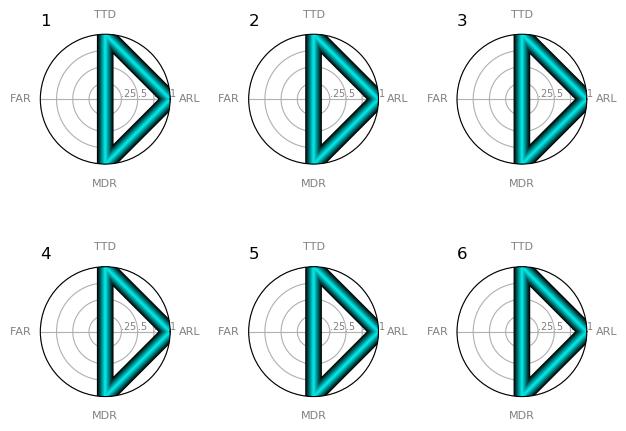 1 TTD 2 TTD 3 TTD
FAR .25 .5 1 ARL FAR .25 .5 1 ARL FAR .25 .5 1 ARL
MDR MDR MDR
4 TTD 5 TTD 6 TTD
FAR .25 .5 1 ARL FAR .25 .5 1 ARL FAR .25 .5 1 ARL
MDR MDR MDR